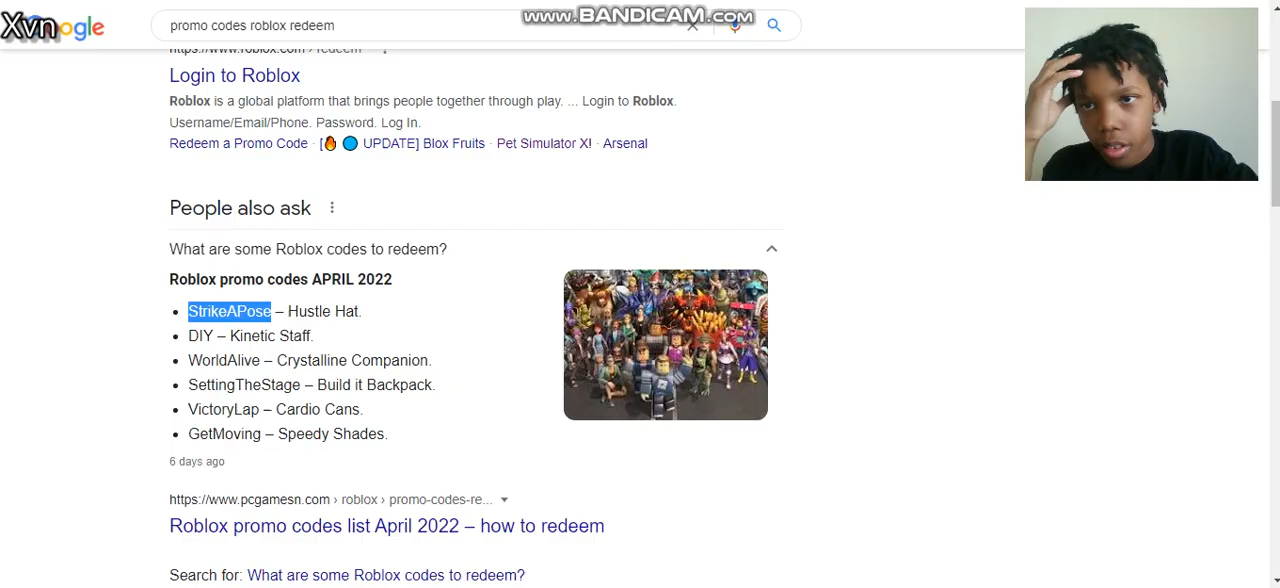 www.BANDICAM.com
Xvn ogle
promo codes roblox redeem
https://www.roblox.com › redeem
Login to Roblox
Roblox is a global platform that brings people together through play. ... Login to Roblox.
Username/Email/Phone. Password. Log In.
Redeem a Promo Code · [🔥 🔵 UPDATE] Blox Fruits · Pet Simulator X! · Arsenal
People also ask
What are some Roblox codes to redeem?
Roblox promo codes APRIL 2022
• StrikeAPose – Hustle Hat.
• DIY – Kinetic Staff.
• WorldAlive – Crystalline Companion.
• SettingTheStage – Build it Backpack.
• VictoryLap – Cardio Cans.
• GetMoving – Speedy Shades.
6 days ago
https://www.pcgamesn.com › roblox › promo-codes-re...
Roblox promo codes list April 2022 – how to redeem
Search for: What are some Roblox codes to redeem?